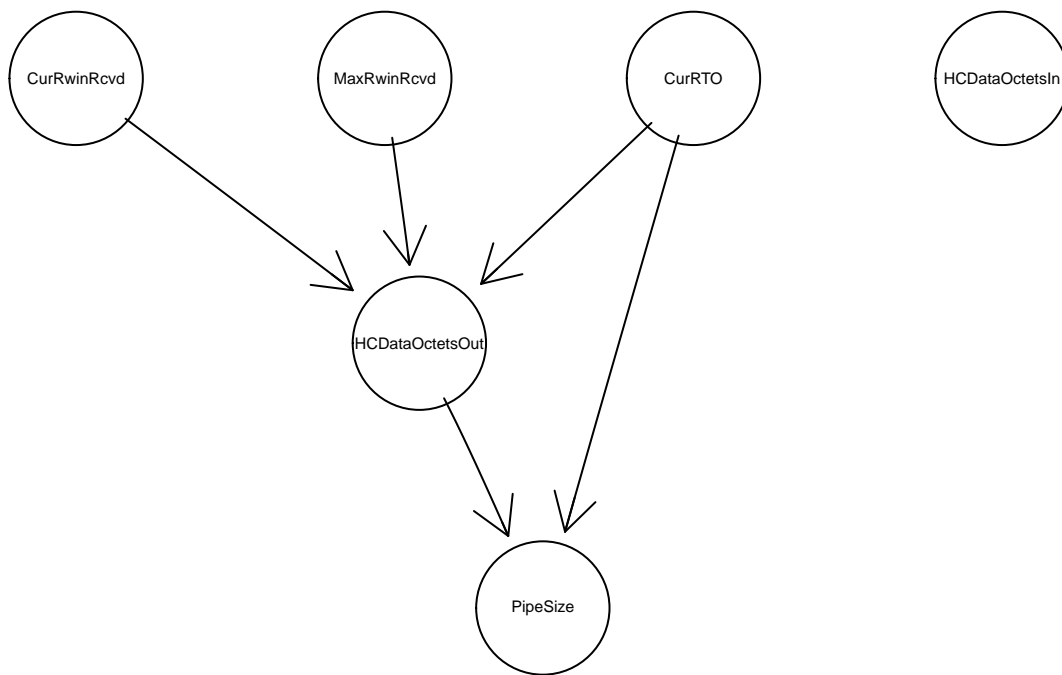 CurRwinRcvd
MaxRwinRcvd
CurRTO
HCDataOctetsIn
HCDataOctetsOut
PipeSize